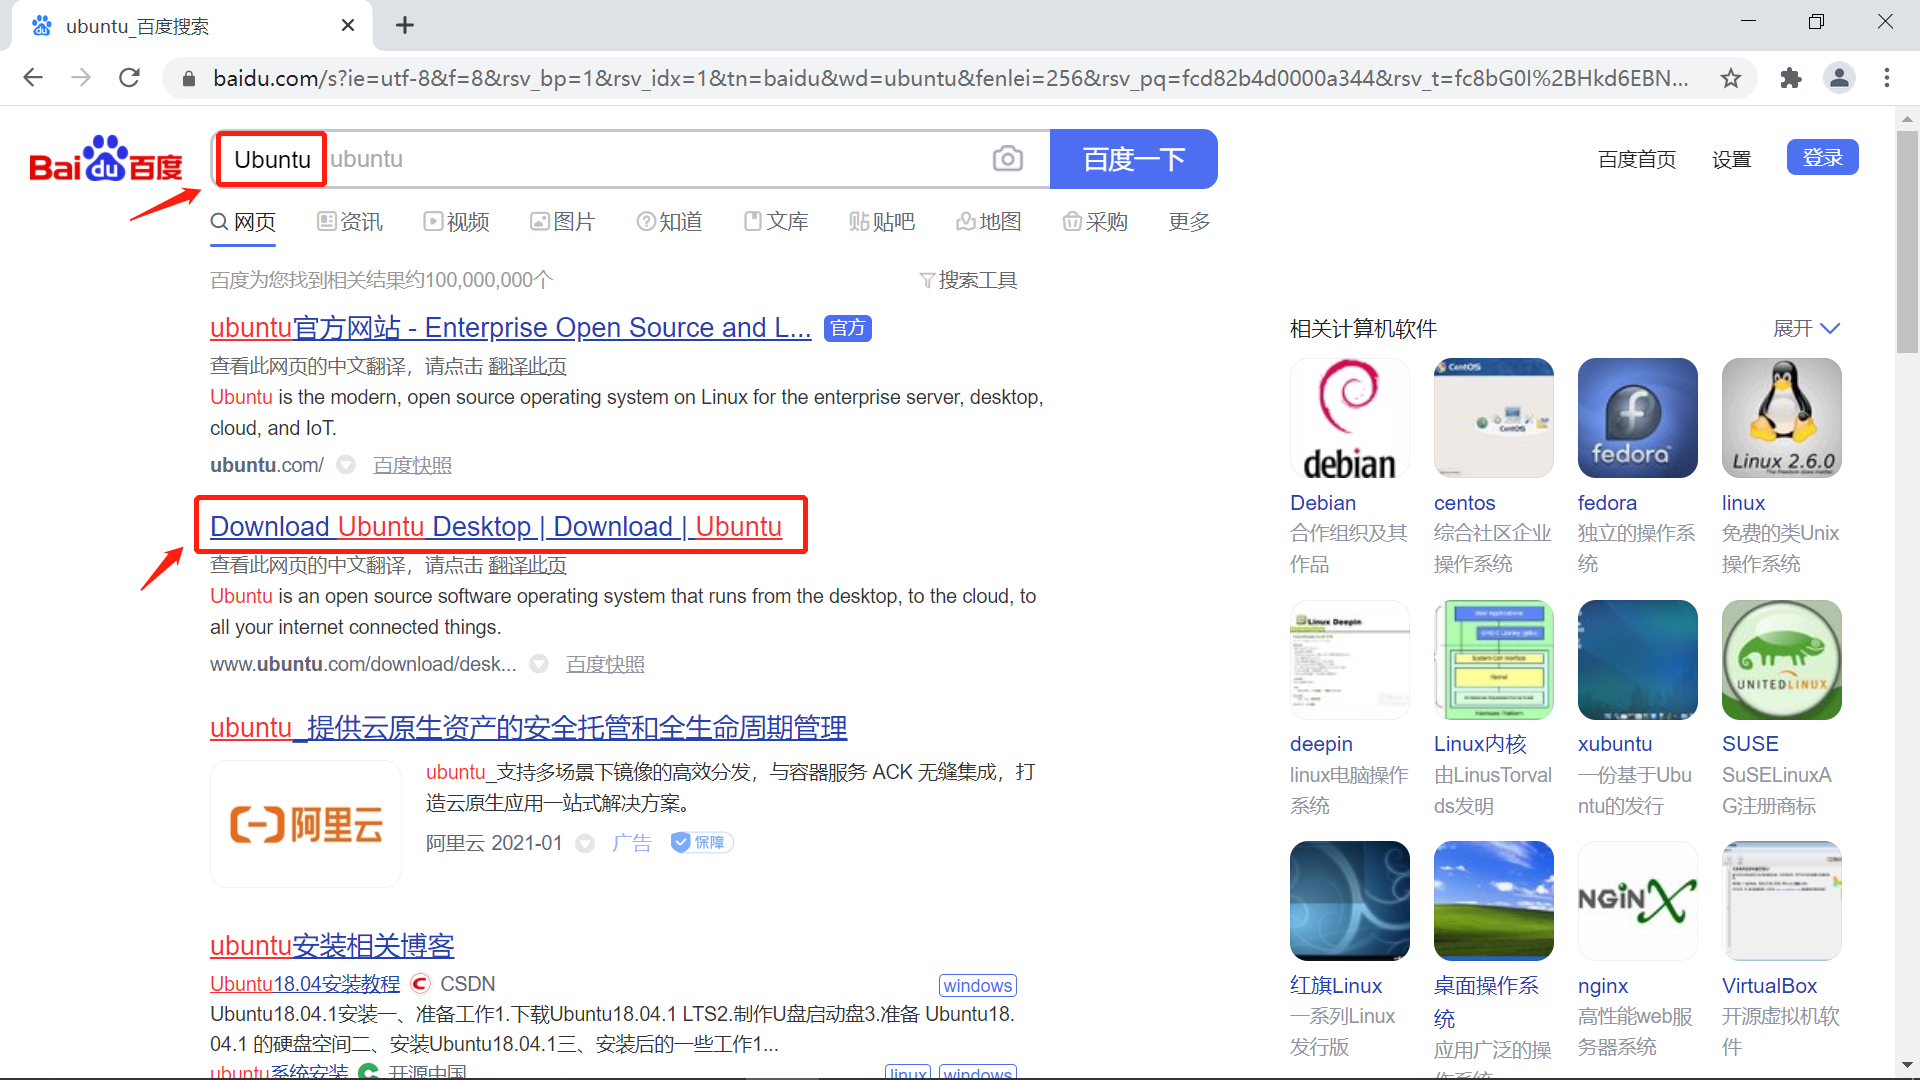 ubuntu_百度搜索
baidu.com/s?ie=utf-8&f=8&rsv_bp=1&rsv_idx=1&tn=baidu&wd=ubuntu&fenlei=256&rsv_pq=fcd82b4d0000a344&rsv_t=fc8bG0I%2BHkd6EBN...
Bai du 百度
Ubuntu ubuntu
百度一下
百度首页 设置 登录
网页 资讯 视频 图片 知道 文库 贴吧 地图 采购 更多
百度为您找到相关结果约100,000,000个
搜索工具
ubuntu官方网站 - Enterprise Open Source and L... 官方
查看此网页的中文翻译，请点击 翻译此页
Ubuntu is the modern, open source operating system on Linux for the enterprise server, desktop,
cloud, and IoT.
ubuntu.com/ 百度快照
Download Ubuntu Desktop | Download | Ubuntu
查看此网页的中文翻译，请点击 翻译此页
Ubuntu is an open source software operating system that runs from the desktop, to the cloud, to
all your internet connected things.
www.ubuntu.com/download/desk... 百度快照
ubuntu_提供云原生资产的安全托管和全生命周期管理
阿里云
ubuntu_支持多场景下镜像的高效分发，与容器服务 ACK 无缝集成，打
造云原生应用一站式解决方案。
阿里云 2021-01 广告 保障
ubuntu安装相关博客
Ubuntu18.04安装教程 CSDN windows
Ubuntu18.04.1安装一、准备工作1.下载Ubuntu18.04.1 LTS2.制作U盘启动盘3.准备 Ubuntu18.
04.1 的硬盘空间二、安装Ubuntu18.04.1三、安装后的一些工作1...
ubuntu系统安装 开源中国 linux windows
相关计算机软件 展开
debian
CentOS
CentOS
fedora
Linux 2.6.0
Debian
合作组织及其
作品
centos
综合社区企业
操作系统
fedora
独立的操作系
统
linux
免费的类Unix
操作系统
Linux Deepin
UNITEDLINUX
deepin
linux电脑操作
系统
Linux内核
由LinusTorval
ds发明
xubuntu
一份基于Ubu
ntu的发行
SUSE
SuSELinuxA
G注册商标
NGINX
红旗Linux
一系列Linux
发行版
桌面操作系
统
应用广泛的操
作系统
nginx
高性能web服
务器系统
VirtualBox
开源虚拟机软
件